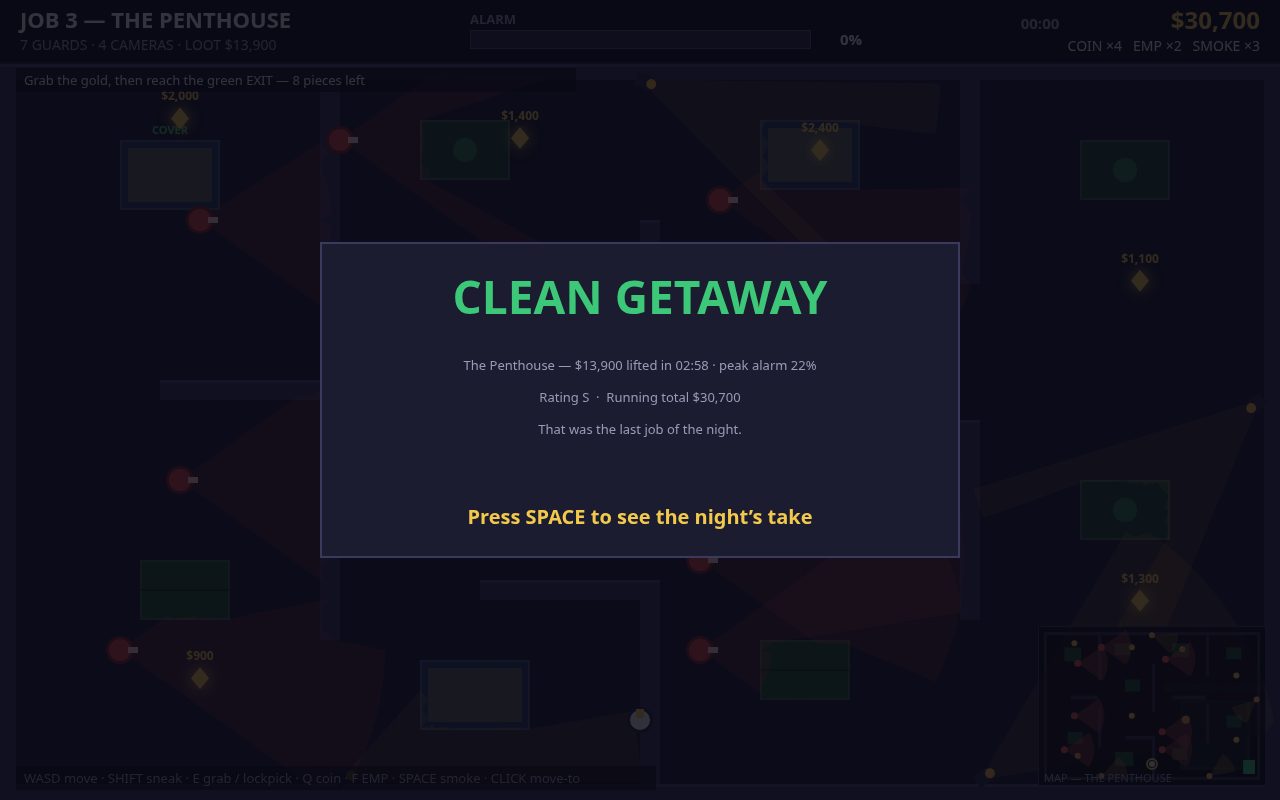 JOB 3 — THE PENTHOUSE
7 GUARDS · 4 CAMERAS · LOOT $13,900
ALARM
0%
00:00
$30,700
COIN ×4 EMP ×2 SMOKE ×3
Grab the gold, then reach the green EXIT — 8 pieces left
$2,000
COVER
$1,400
$2,400
$1,100
CLEAN GETAWAY
The Penthouse — $13,900 lifted in 02:58 · peak alarm 22%
Rating S · Running total $30,700
That was the last job of the night.
Press SPACE to see the night’s take
$1,300
$900
WASD move · SHIFT sneak · E grab / lockpick · Q coin · F EMP · SPACE smoke · CLICK move-to
MAP — THE PENTHOUSE